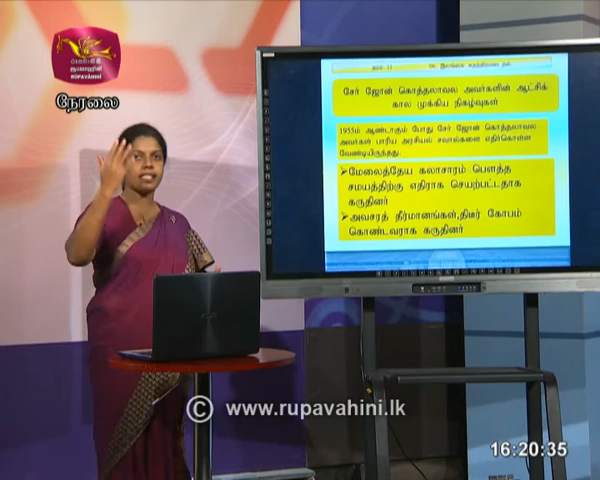 நேரலை
தரம் 11
சேர் ஜோன் கொத்தலாவல அவர்களின் ஆட்சிக்
கால முக்கிய நிகழ்வுகள்
1955ம் ஆண்டாகும் போது சேர் ஜோன் கொத்தலாவல
அவர்கள் பாரிய அரசியல் சவால்களை எதிர்கொள்ள
வேண்டியிருந்தது.
➢மேலைத்தேய கலாசாரம் பௌத்த
சமயத்திற்கு எதிராக செயற்பட்டதாக
கருதினர்
➢அவசரத் தீர்மானங்கள்,திடீர் கோபம்
கொண்டவராக கருதினர்
© www.rupavahini.lk
16:20:35